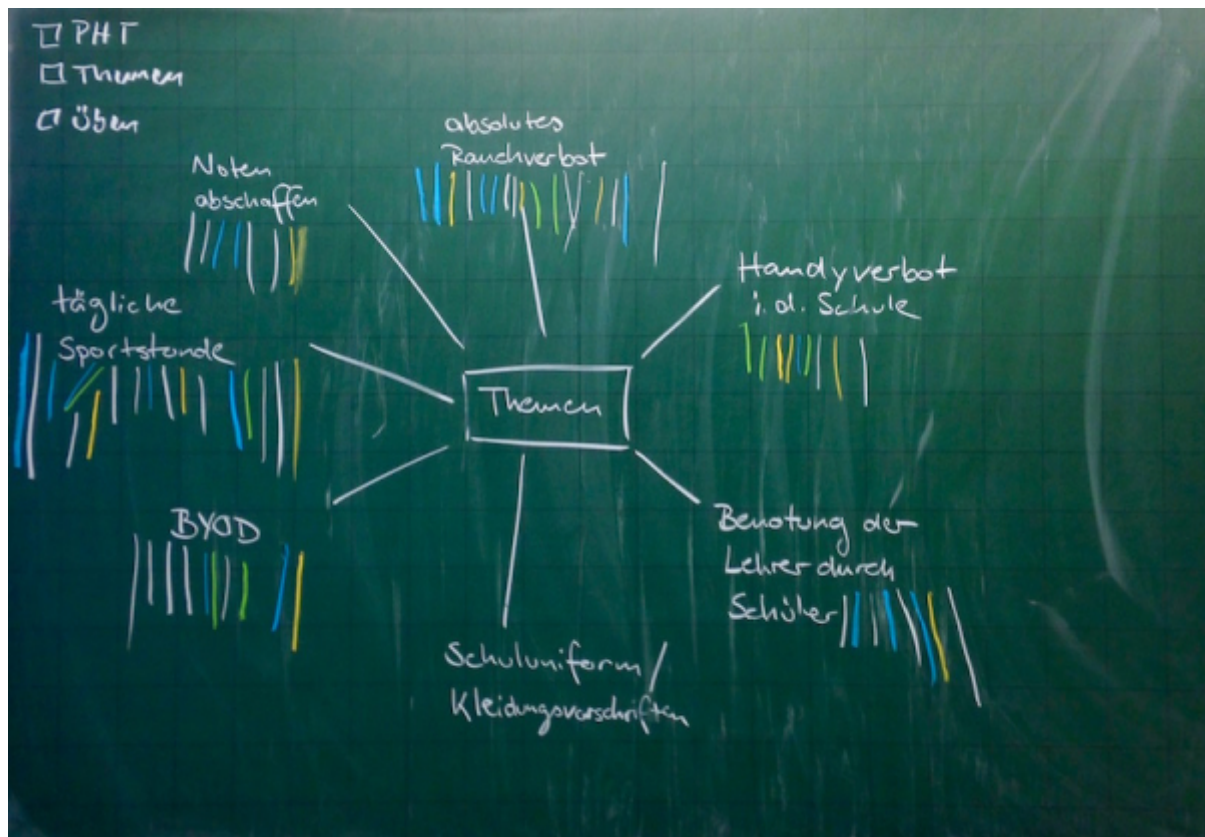 PHT
Themen
Üben
absolutes
Rauchverbot
Noten
abschaffen
Handyverbot
i. d. Schule
tägliche
Sportstunde
Themen
BYOD
Benotung der
Lehrer durch
Schüler
Schuluniform /
Kleidungsvorschriften